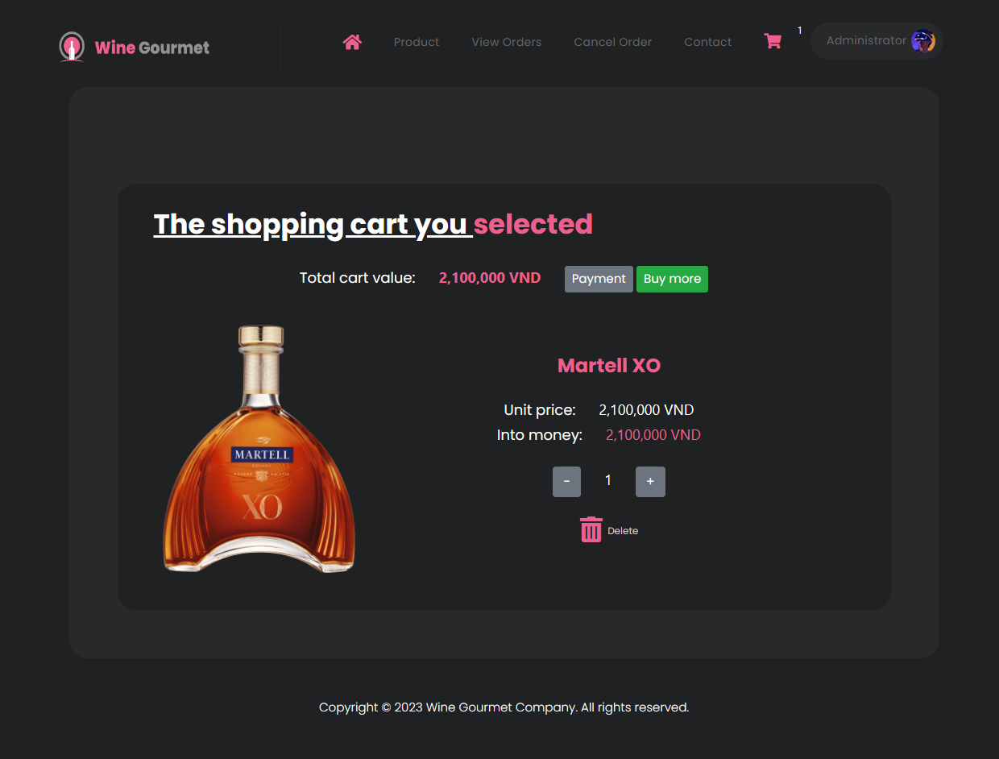 Wine Gourmet
Product
View Orders
Cancel Order
Contact
1
Administrator
The shopping cart you selected
Total cart value: 2,100,000 VND
Payment
Buy more
Martell XO
Unit price: 2,100,000 VND
Into money: 2,100,000 VND
- 1 +
Delete
MARTELL
COGNAC
XO
Copyright © 2023 Wine Gourmet Company. All rights reserved.